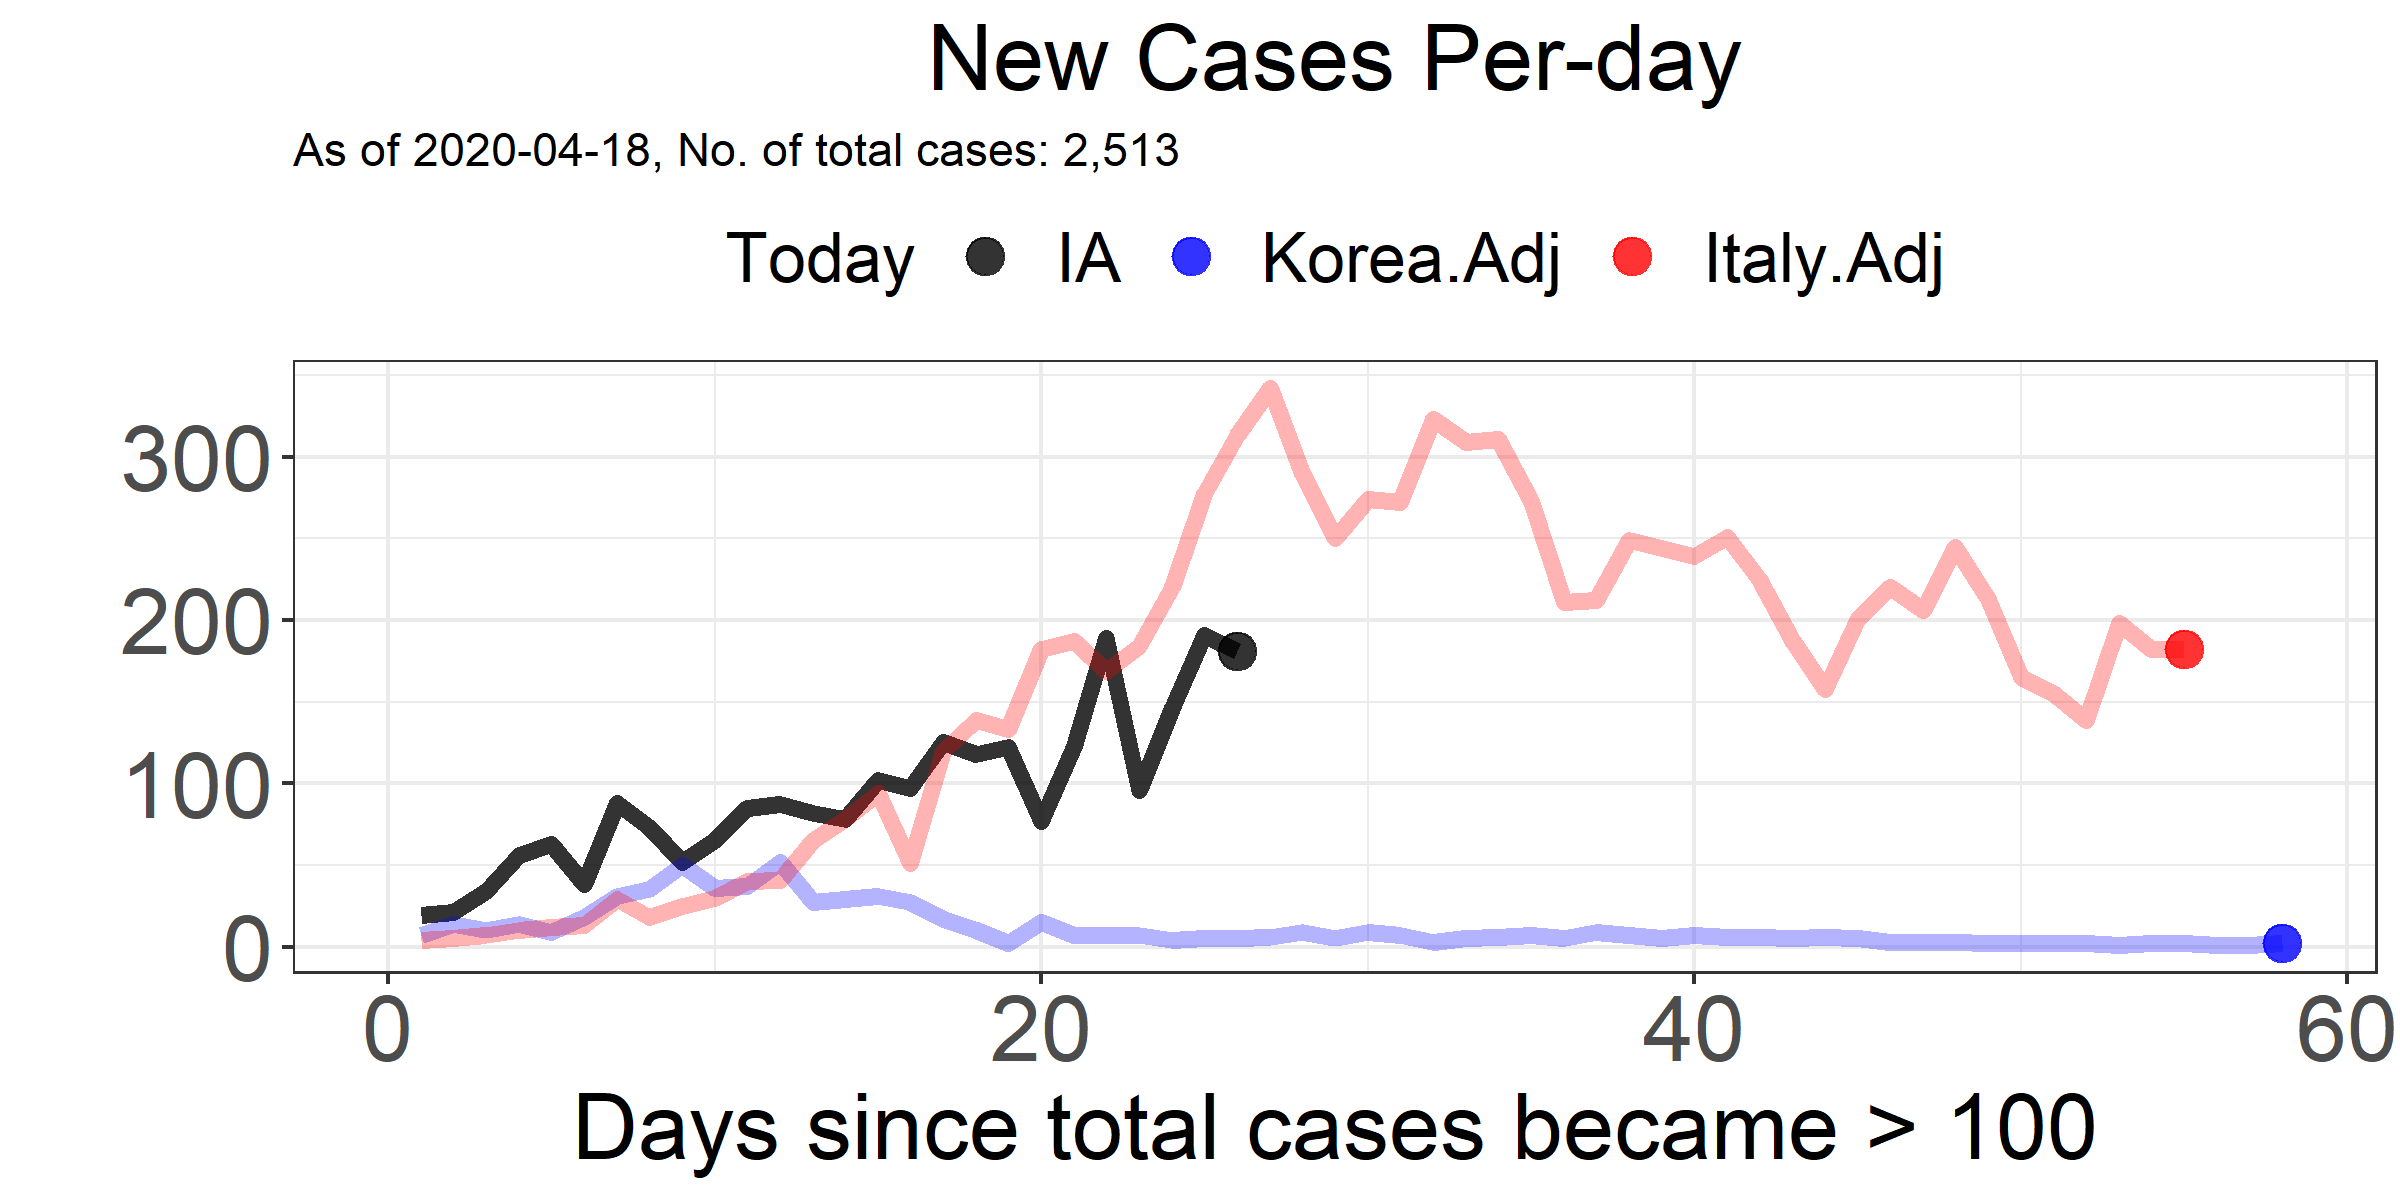 New Cases Per-day
As of 2020-04-18, No. of total cases: 2,513
Today IA Korea.Adj Italy.Adj
300
200
100
0
0 20 40 60
Days since total cases became > 100